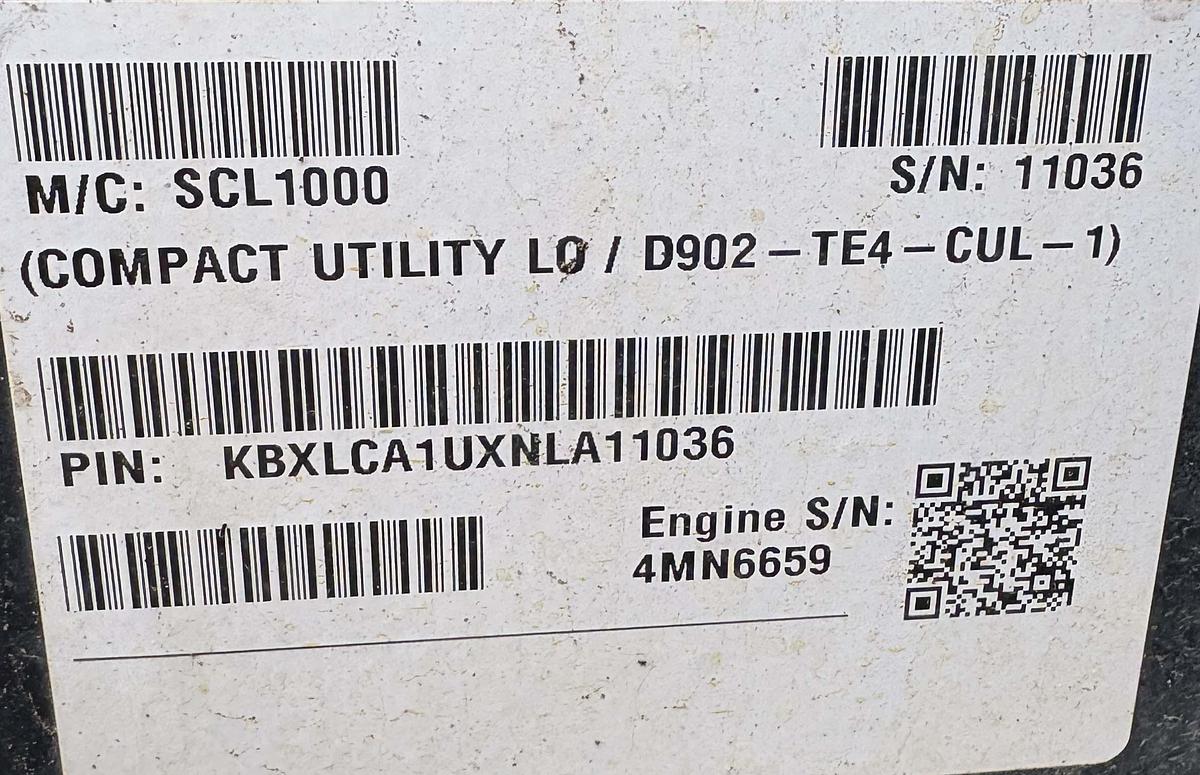 M/C: SCL1000
S/N: 11036
(COMPACT UTILITY LO / D902-TE4-CUL-1)
PIN: KBXLCA1UXNLA11036
Engine S/N:
4MN6659